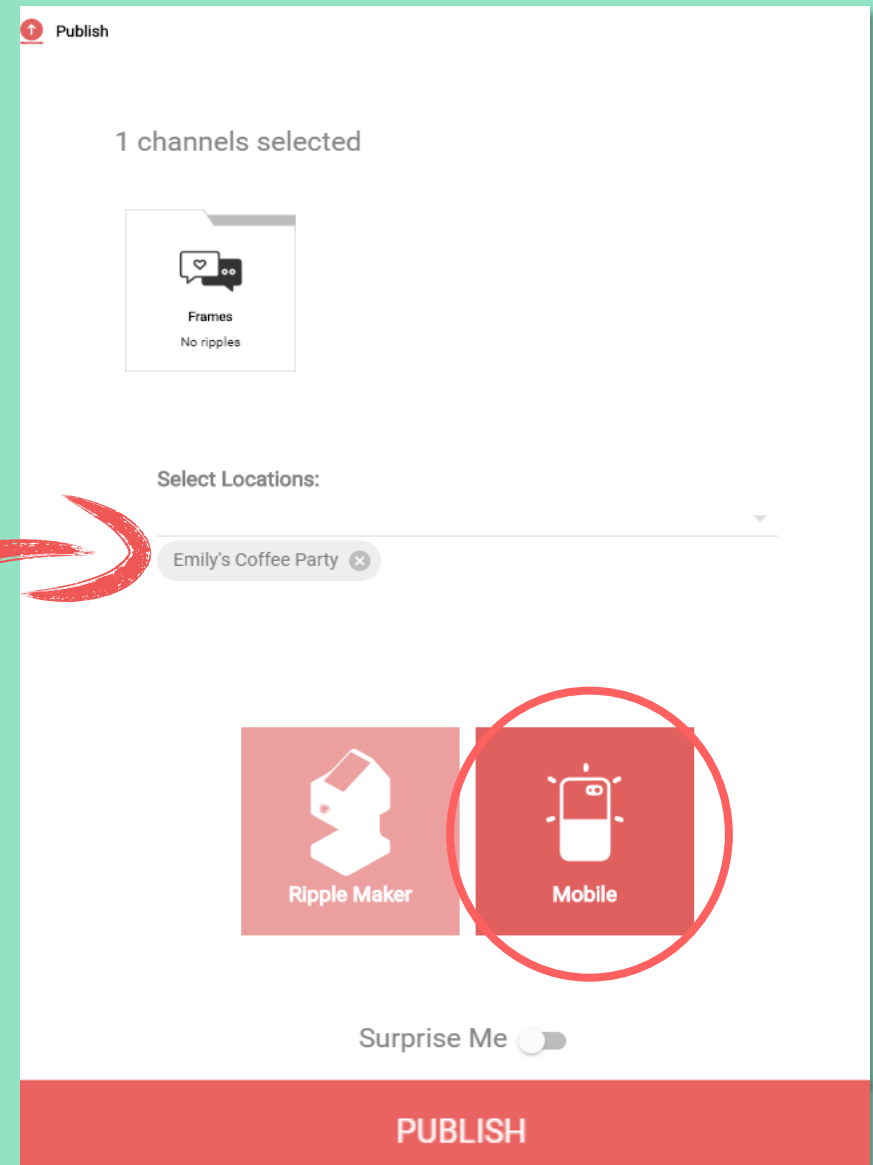 Publish
1 channels selected
Frames
No ripples
Select Locations:
Emily's Coffee Party
Ripple Maker
Mobile
Surprise Me
PUBLISH